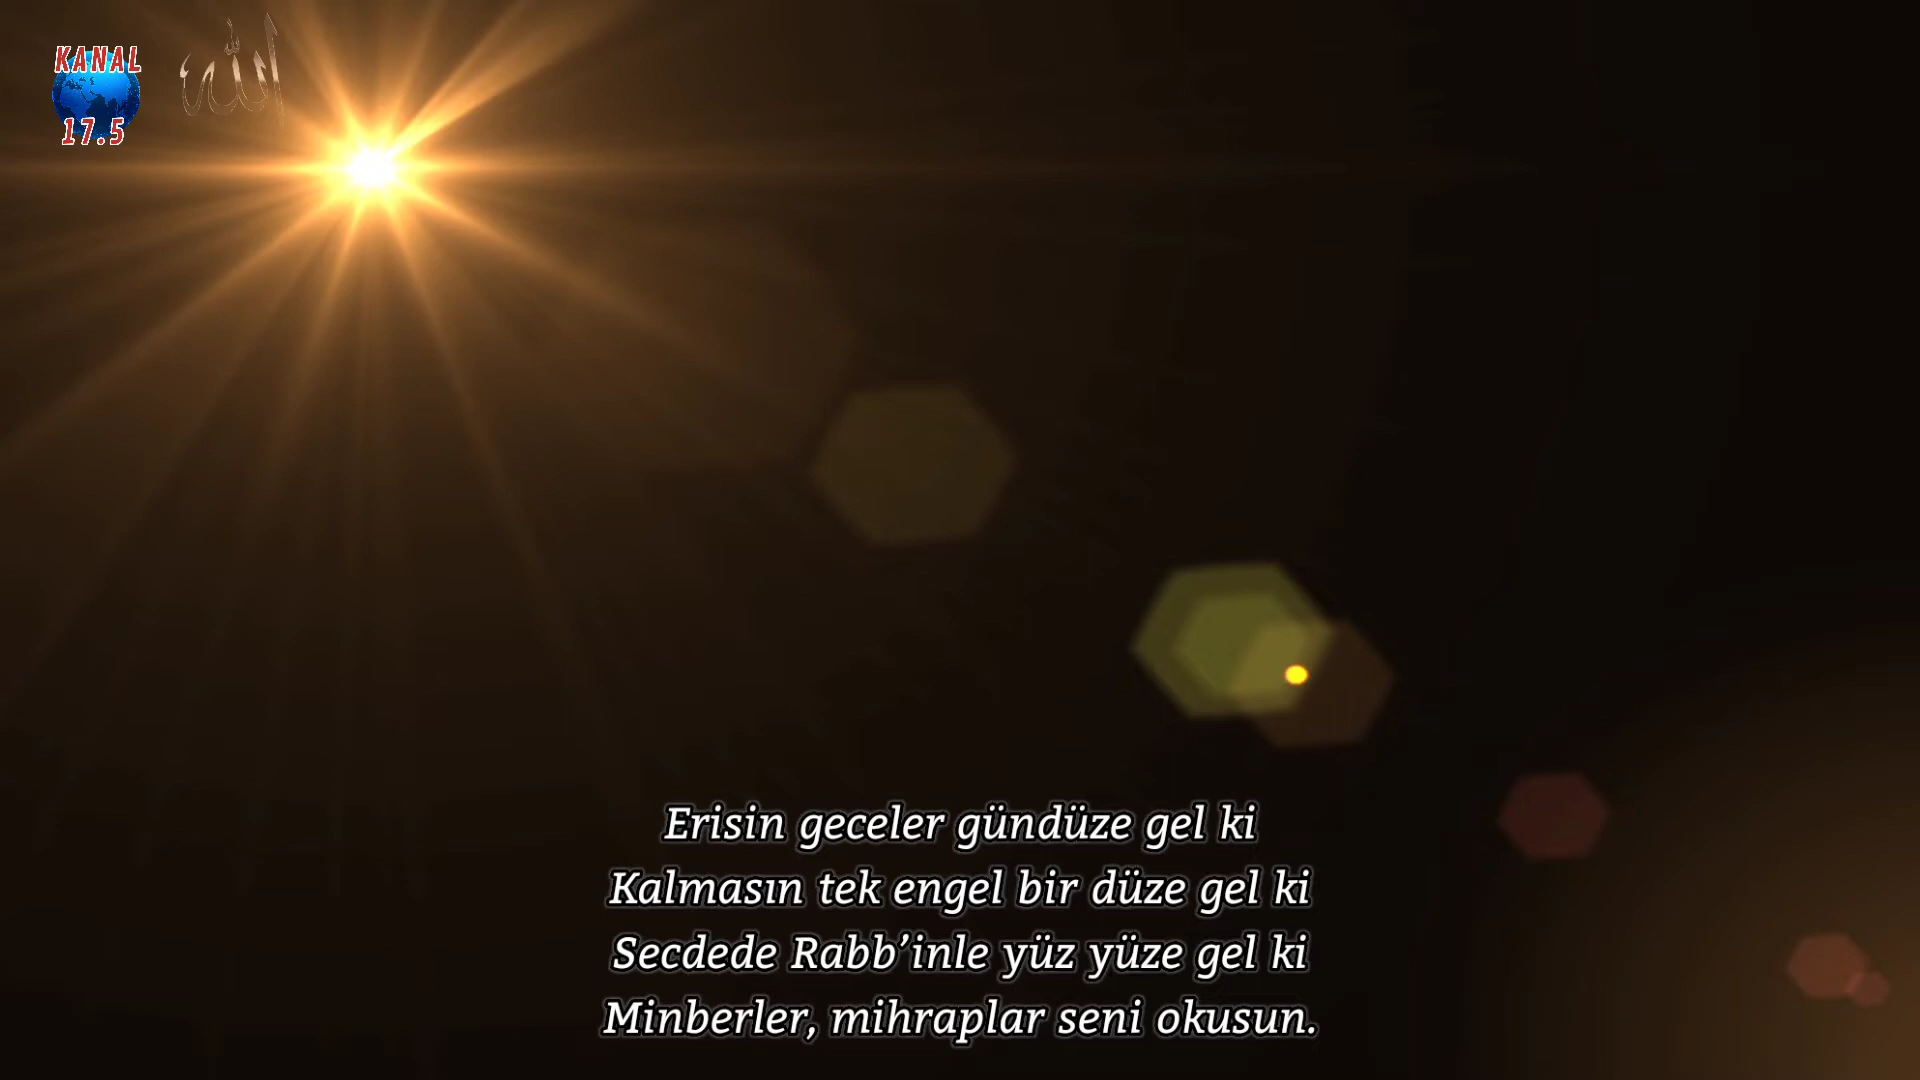 KANAL
17.5
الله
Erisin geceler gündüze gel ki
Kalmasın tek engel bir düze gel ki
Secdede Rabb’inle yüz yüze gel ki
Minberler, mihraplar seni okusun.